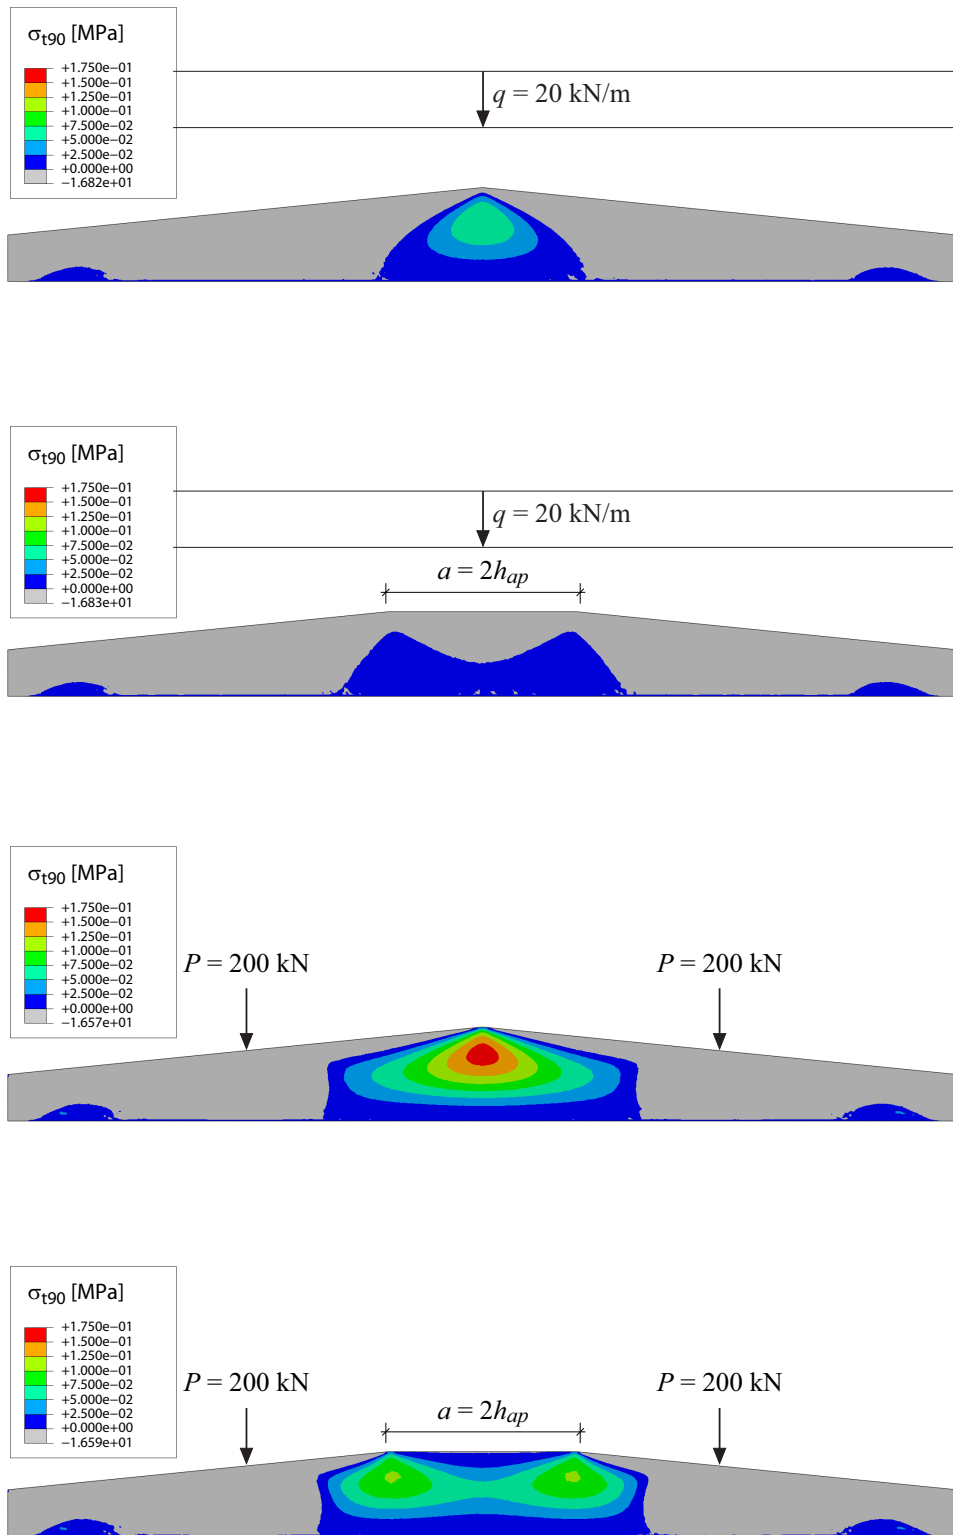 σt90 [MPa]
+1.750e−01
+1.500e−01
+1.250e−01
+1.000e−01
+7.500e−02
+5.000e−02
+2.500e−02
+0.000e+00
−1.682e+01
q = 20 kN/m
σt90 [MPa]
+1.750e−01
+1.500e−01
+1.250e−01
+1.000e−01
+7.500e−02
+5.000e−02
+2.500e−02
+0.000e+00
−1.683e+01
q = 20 kN/m
a = 2hap
σt90 [MPa]
+1.750e−01
+1.500e−01
+1.250e−01
+1.000e−01
+7.500e−02
+5.000e−02
+2.500e−02
+0.000e+00
−1.657e+01
P = 200 kN P = 200 kN
σt90 [MPa]
+1.750e−01
+1.500e−01
+1.250e−01
+1.000e−01
+7.500e−02
+5.000e−02
+2.500e−02
+0.000e+00
−1.659e+01
P = 200 kN P = 200 kN
a = 2hap